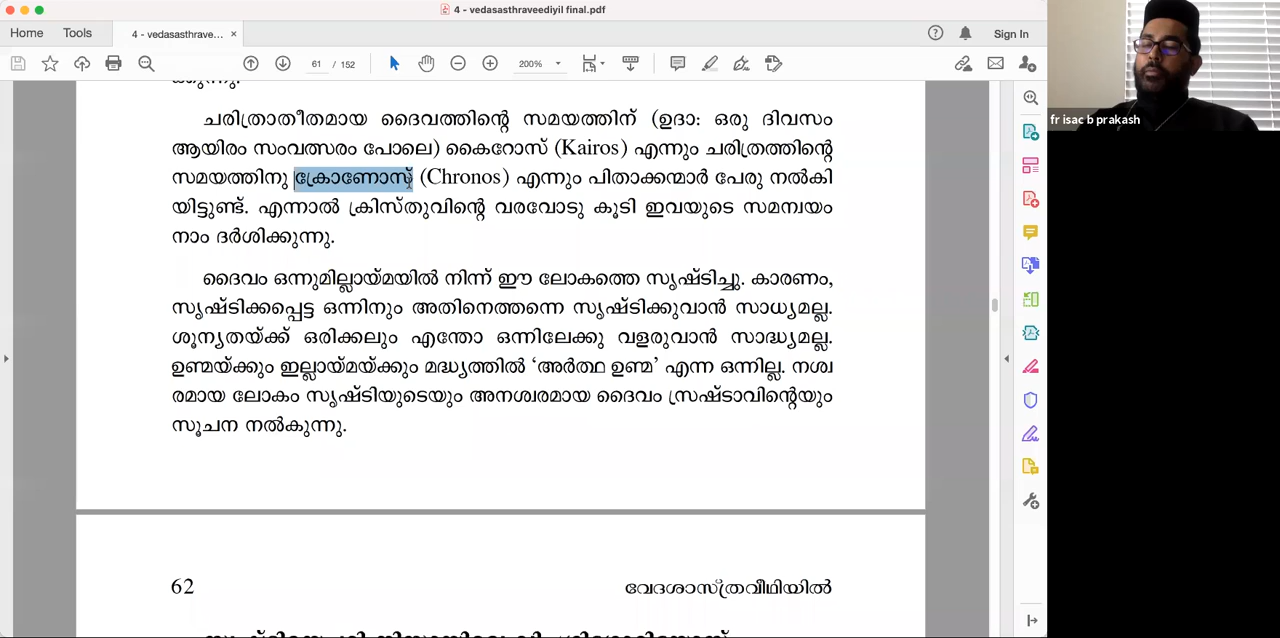 4 - vedasasthraveediyil final.pdf
Home Tools 4 - vedasasthrave... × Sign In
61 / 152 200%
ക്കുന്നു.
fr isac b prakash
ചരിത്രാതീതമായ ദൈവത്തിന്റെ സമയത്തിന് (ഉദാ: ഒരു ദിവസം
ആയിരം സംവത്സരം പോലെ) കൈറോസ് (Kairos) എന്നും ചരിത്രത്തിന്റെ
സമയത്തിനു ക്രോണോസ് (Chronos) എന്നും പിതാക്കന്മാർ പേരു നൽകി
യിട്ടുണ്ട്. എന്നാൽ ക്രിസ്തുവിന്റെ വരവോടു കൂടി ഇവയുടെ സമന്വയം
നാം ദർശിക്കുന്നു.
ദൈവം ഒന്നുമില്ലായ്മയിൽ നിന്ന് ഈ ലോകത്തെ സൃഷ്ടിച്ചു. കാരണം,
സൃഷ്ടിക്കപ്പെട്ട ഒന്നിനും അതിനെത്തന്നെ സൃഷ്ടിക്കുവാൻ സാധ്യമല്ല.
ശൂന്യതയ്ക്ക് ഒരിക്കലും എന്തോ ഒന്നിലേക്കു വളരുവാൻ സാദ്ധ്യമല്ല.
ഉണ്മയ്ക്കും ഇല്ലായ്മയ്ക്കും മദ്ധ്യത്തിൽ ‘അർത്ഥ ഉണ്മ’ എന്ന ഒന്നില്ല. നശ്വ
രമായ ലോകം സൃഷ്ടിയുടെയും അനശ്വരമായ ദൈവം സ്രഷ്ടാവിന്റെയും
സൂചന നൽകുന്നു.
62 വേദശാസ്ത്രവീഥിയിൽ